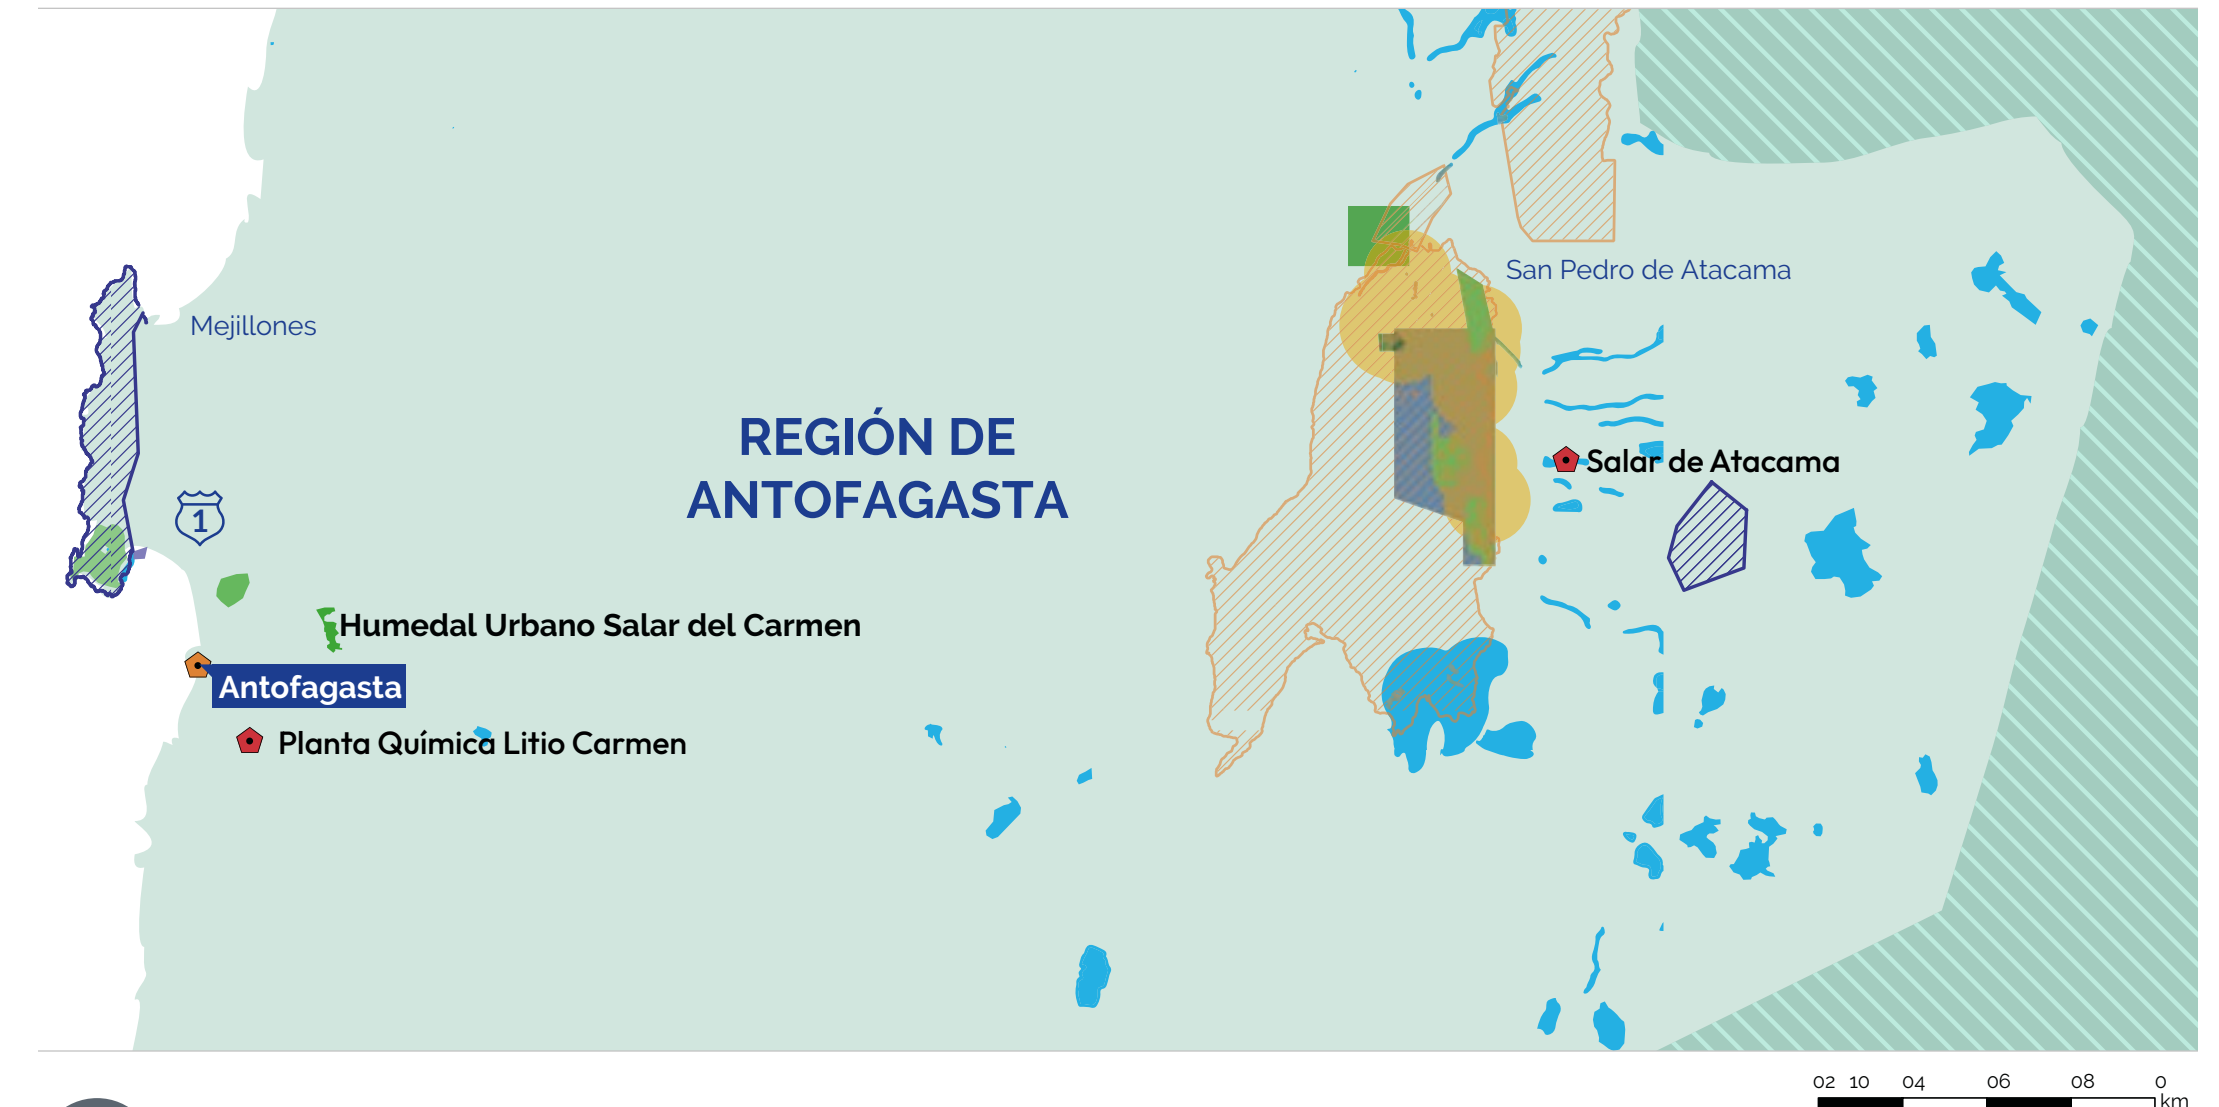 San Pedro de Atacama
Mejillones
REGIÓN DE
ANTOFAGASTA
Salar de Atacama
1
Humedal Urbano Salar del Carmen
Antofagasta
Planta Química Litio Carmen
02 10 04 06 08 0
km